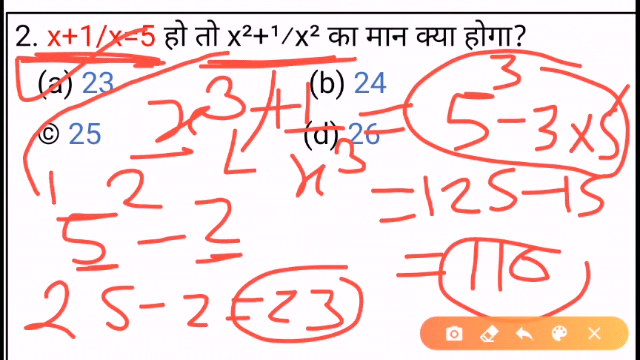 2. x+1/x=5 हो तो x²+¹/x² का मान क्या होगा?
(a) 23 (b) 24
© 25 (d) 26
x³ + 1/x³ = 5³ - 3×5
= 125 - 15
= 110
5² - 2
25 - 2 = 23